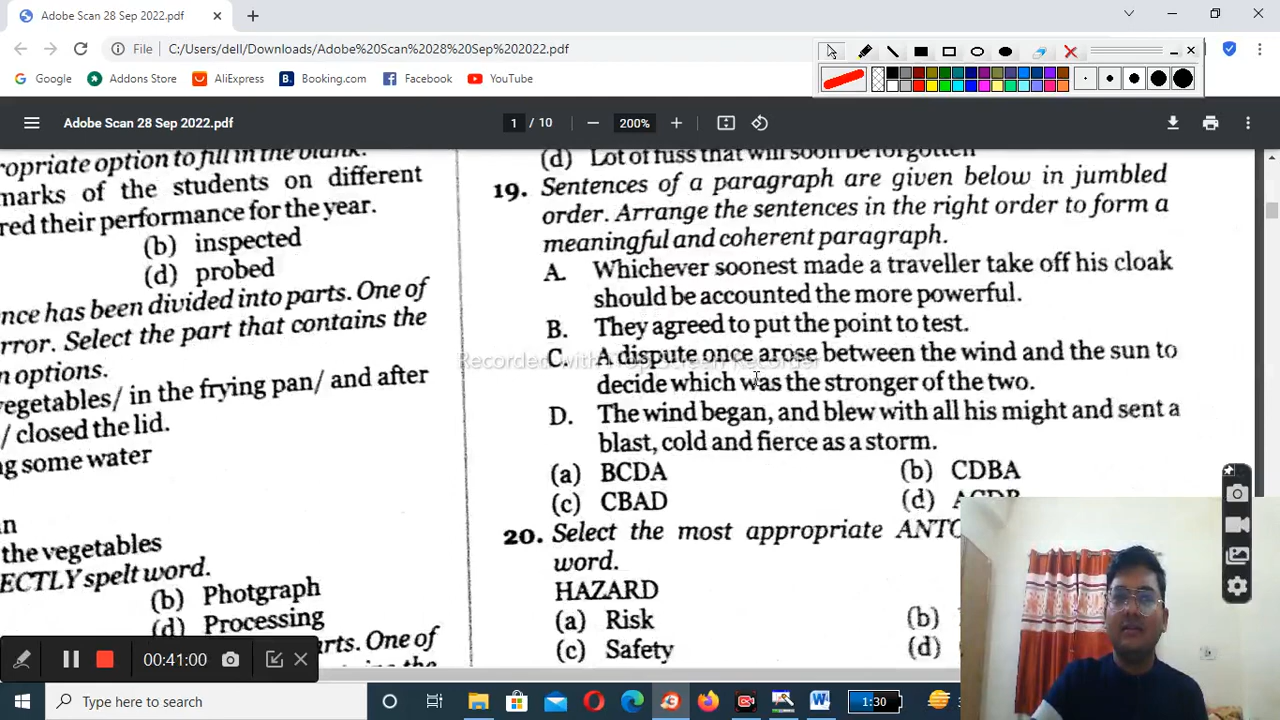 Adobe Scan 28 Sep 2022.pdf
File C:/Users/dell/Downloads/Adobe%20Scan%2028%20Sep%202022.pdf
Google Addons Store AliExpress Booking.com Facebook YouTube
Adobe Scan 28 Sep 2022.pdf 1 / 10 200%
ropriate option to fill in the blank.
marks of the students on different
red their performance for the year.
(b) inspected
(d) probed
nce has been divided into parts. One of
rror. Select the part that contains the
n options.
vegetables/ in the frying pan/ and after
/ closed the lid.
ng some water
n
the vegetables
ECTLY spelt word.
(b) Photgraph
(d) Processing
rts. One of
(d) Lot of fuss that will soon be forgotten
19. Sentences of a paragraph are given below in jumbled
order. Arrange the sentences in the right order to form a
meaningful and coherent paragraph.
A. Whichever soonest made a traveller take off his cloak
should be accounted the more powerful.
B. They agreed to put the point to test.
Recorded with iTop Screen Recorder
C. A dispute once arose between the wind and the sun to
decide which was the stronger of the two.
D. The wind began, and blew with all his might and sent a
blast, cold and fierce as a storm.
(a) BCDA (b) CDBA
(c) CBAD (d) ACDB
20. Select the most appropriate ANTO
word.
HAZARD
(a) Risk (b)
(c) Safety (d)
00:41:00
Type here to search
1:30